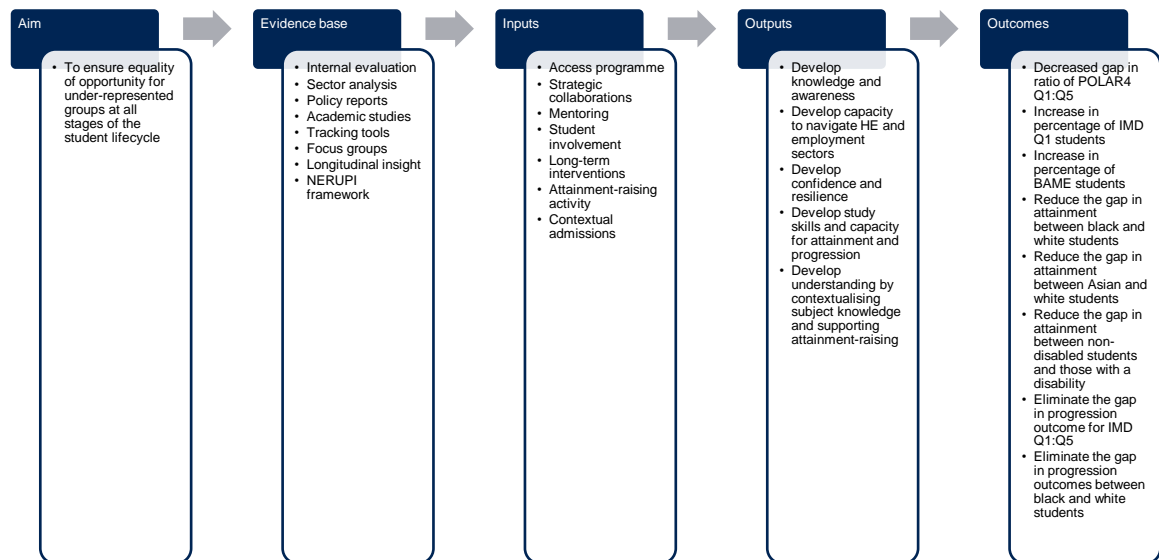 Aim
• To ensure equality
of opportunity for
under-represented
groups at all
stages of the
student lifecycle
Evidence base
• Internal evaluation
• Sector analysis
• Policy reports
• Academic studies
• Tracking tools
• Focus groups
• Longitudinal insight
• NERUPI
framework
Inputs
• Access programme
• Strategic
collaborations
• Mentoring
• Student
involvement
• Long-term
interventions
• Attainment-raising
activity
• Contextual
admissions
Outputs
• Develop
knowledge and
awareness
• Develop capacity
to navigate HE and
employment
sectors
• Develop
confidence and
resilience
• Develop study
skills and capacity
for attainment and
progression
• Develop
understanding by
contextualising
subject knowledge
and supporting
attainment-raising
Outcomes
• Decreased gap in
ratio of POLAR4
Q1:Q5
• Increase in
percentage of IMD
Q1 students
• Increase in
percentage of
BAME students
• Reduce the gap in
attainment
between black and
white students
• Reduce the gap in
attainment
between Asian and
white students
• Reduce the gap in
attainment
between non-
disabled students
and those with a
disability
• Eliminate the gap
in progression
outcome for IMD
Q1:Q5
• Eliminate the gap
in progression
outcomes between
black and white
students